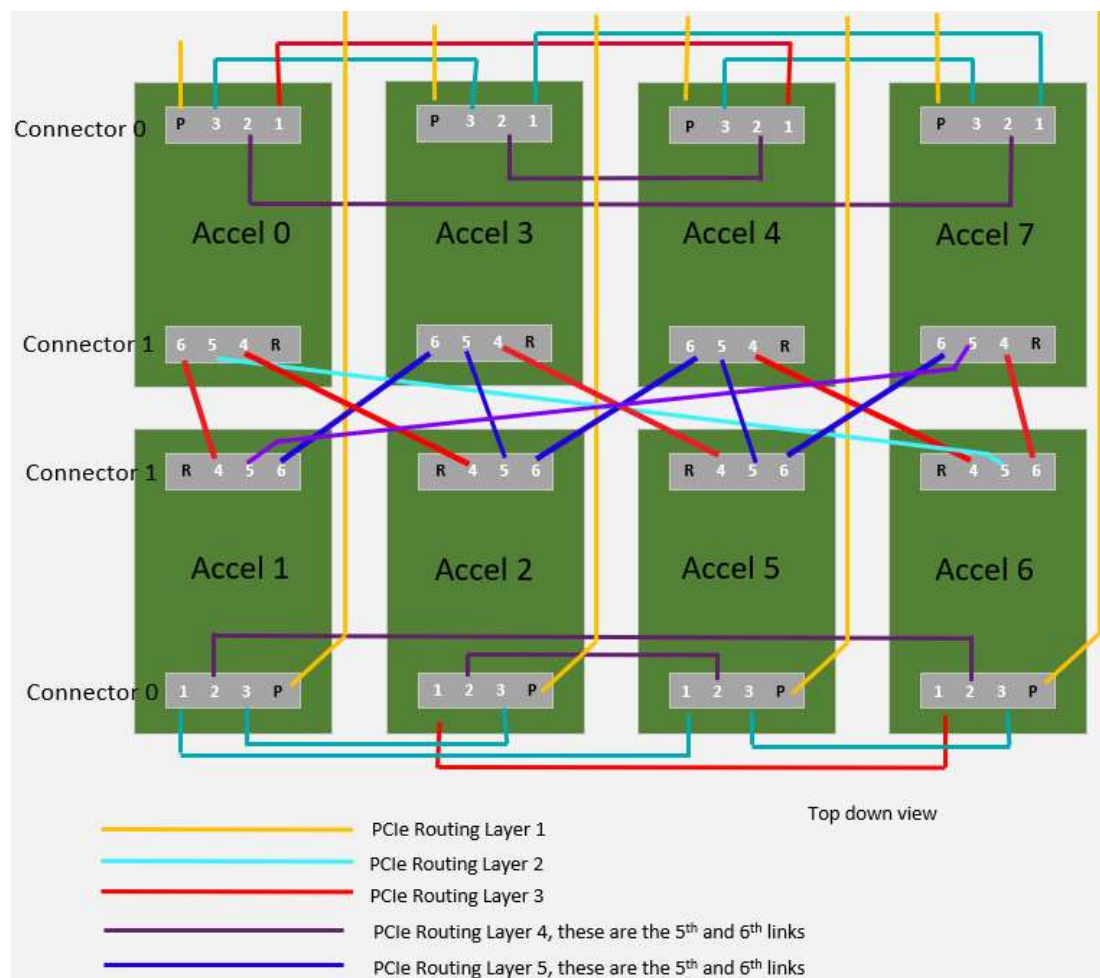 Connector 0
P 3 2 1
P 3 2 1
P 3 2 1
P 3 2 1
Accel 0
Accel 3
Accel 4
Accel 7
Connector 1
6 5 4 R
6 5 4 R
6 5 4 R
6 5 4 R
Connector 1
R 4 5 6
R 4 5 6
R 4 5 6
R 4 5 6
Accel 1
Accel 2
Accel 5
Accel 6
Connector 0
1 2 3 P
1 2 3 P
1 2 3 P
1 2 3 P
Top down view
PCIe Routing Layer 1
PCIe Routing Layer 2
PCIe Routing Layer 3
PCIe Routing Layer 4, these are the 5th and 6th links
PCIe Routing Layer 5, these are the 5th and 6th links